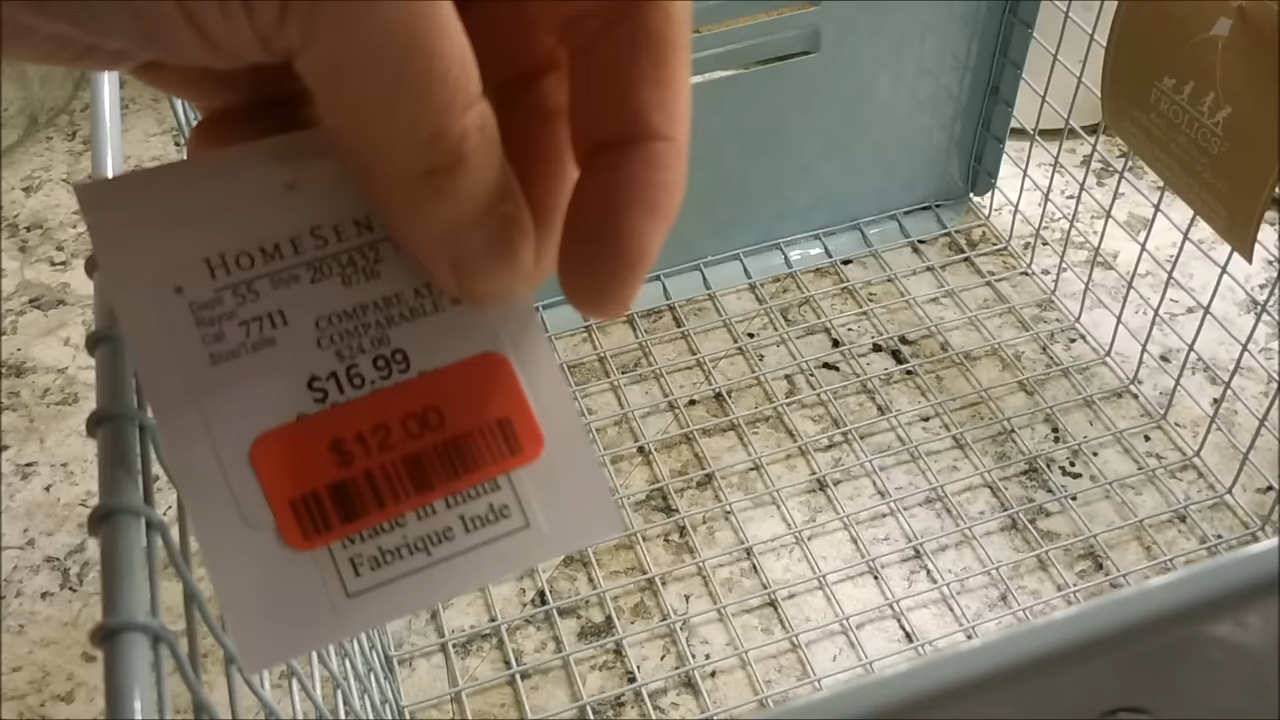 HOMESEN
Dept 55 Style 203432
0716
Cat 7711
Size/Taille
COMPARE AT
COMPARABLE
$24.00
$16.99
$12.00
Made in India
Fabrique Inde
FROLICS